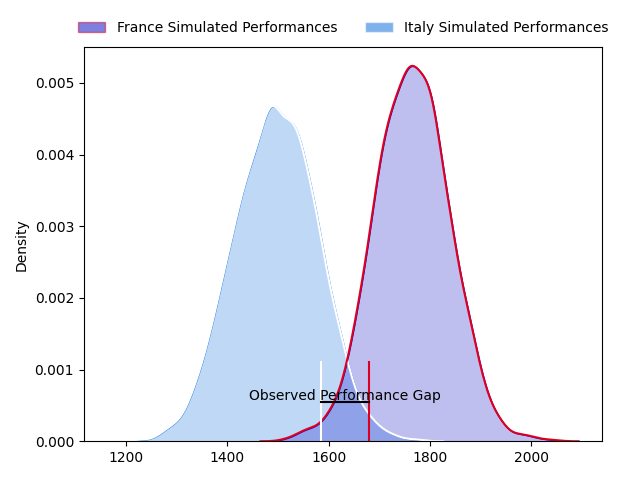 France Simulated Performances Italy Simulated Performances
0.005
0.004
0.003
0.002
0.001
0.000
Density
Observed Performance Gap
1200 1400 1600 1800 2000